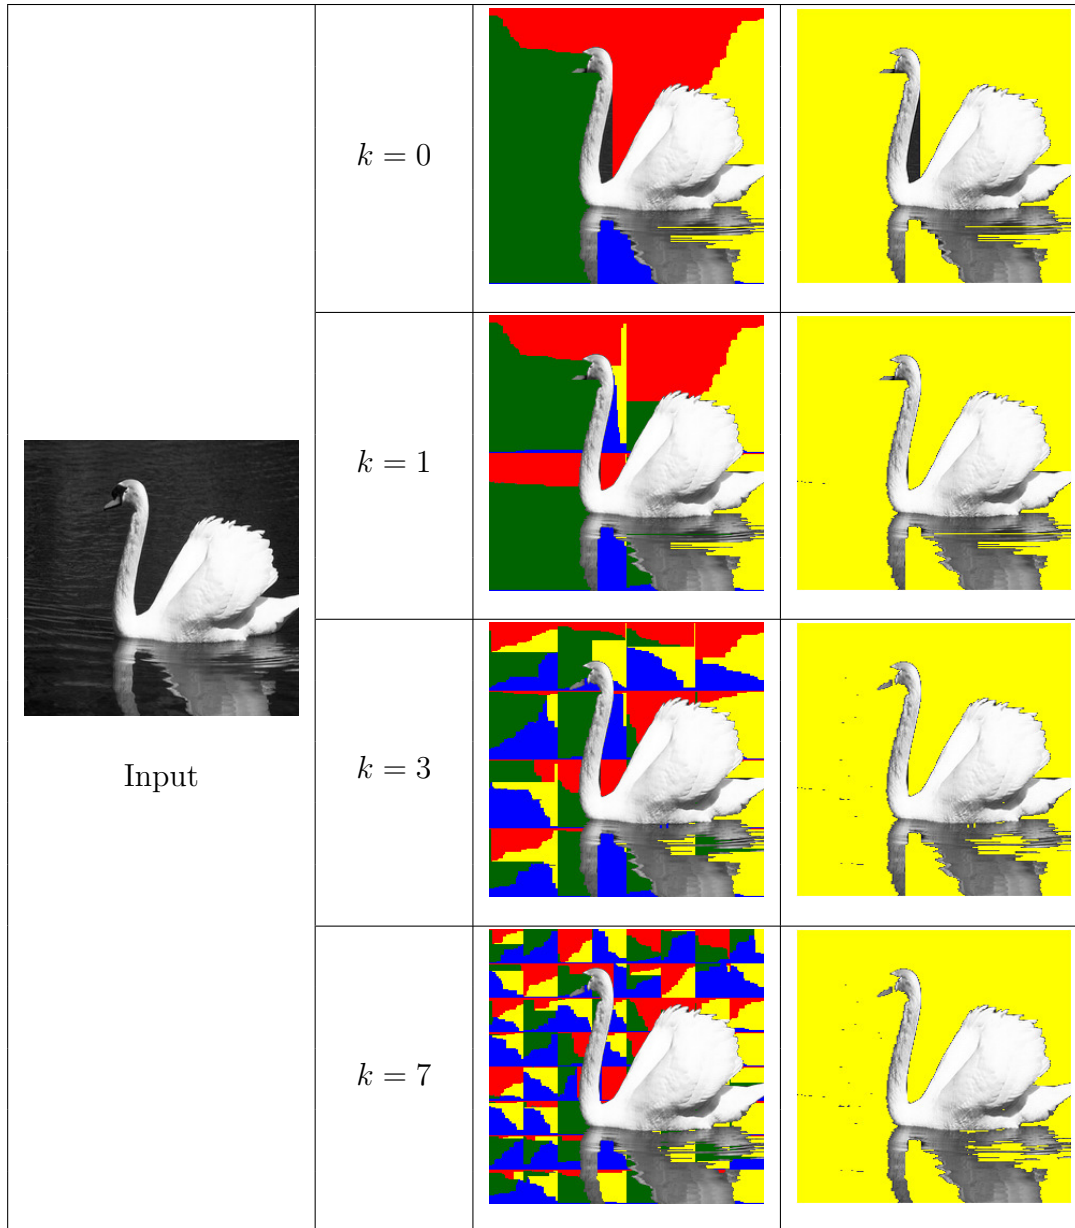 k = 0
k = 1
Input
k = 3
k = 7